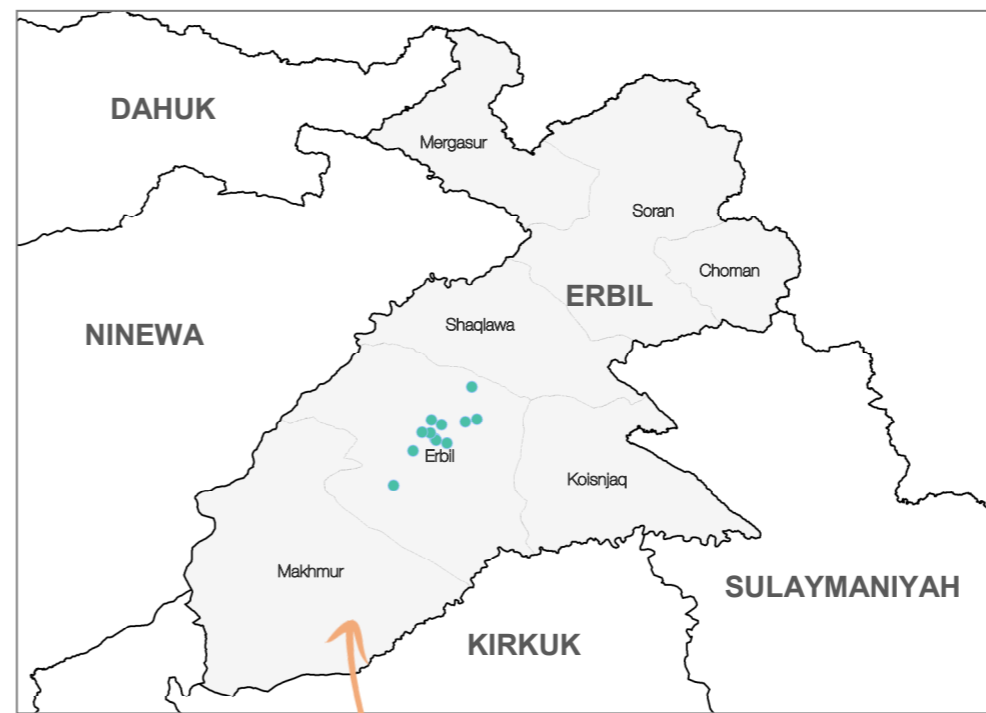 DAHUK
Mergasur
Soran
Choman
ERBIL
Shaqlawa
NINEWA
Erbil
Koisnjaq
Makhmur
SULAYMANIYAH
KIRKUK